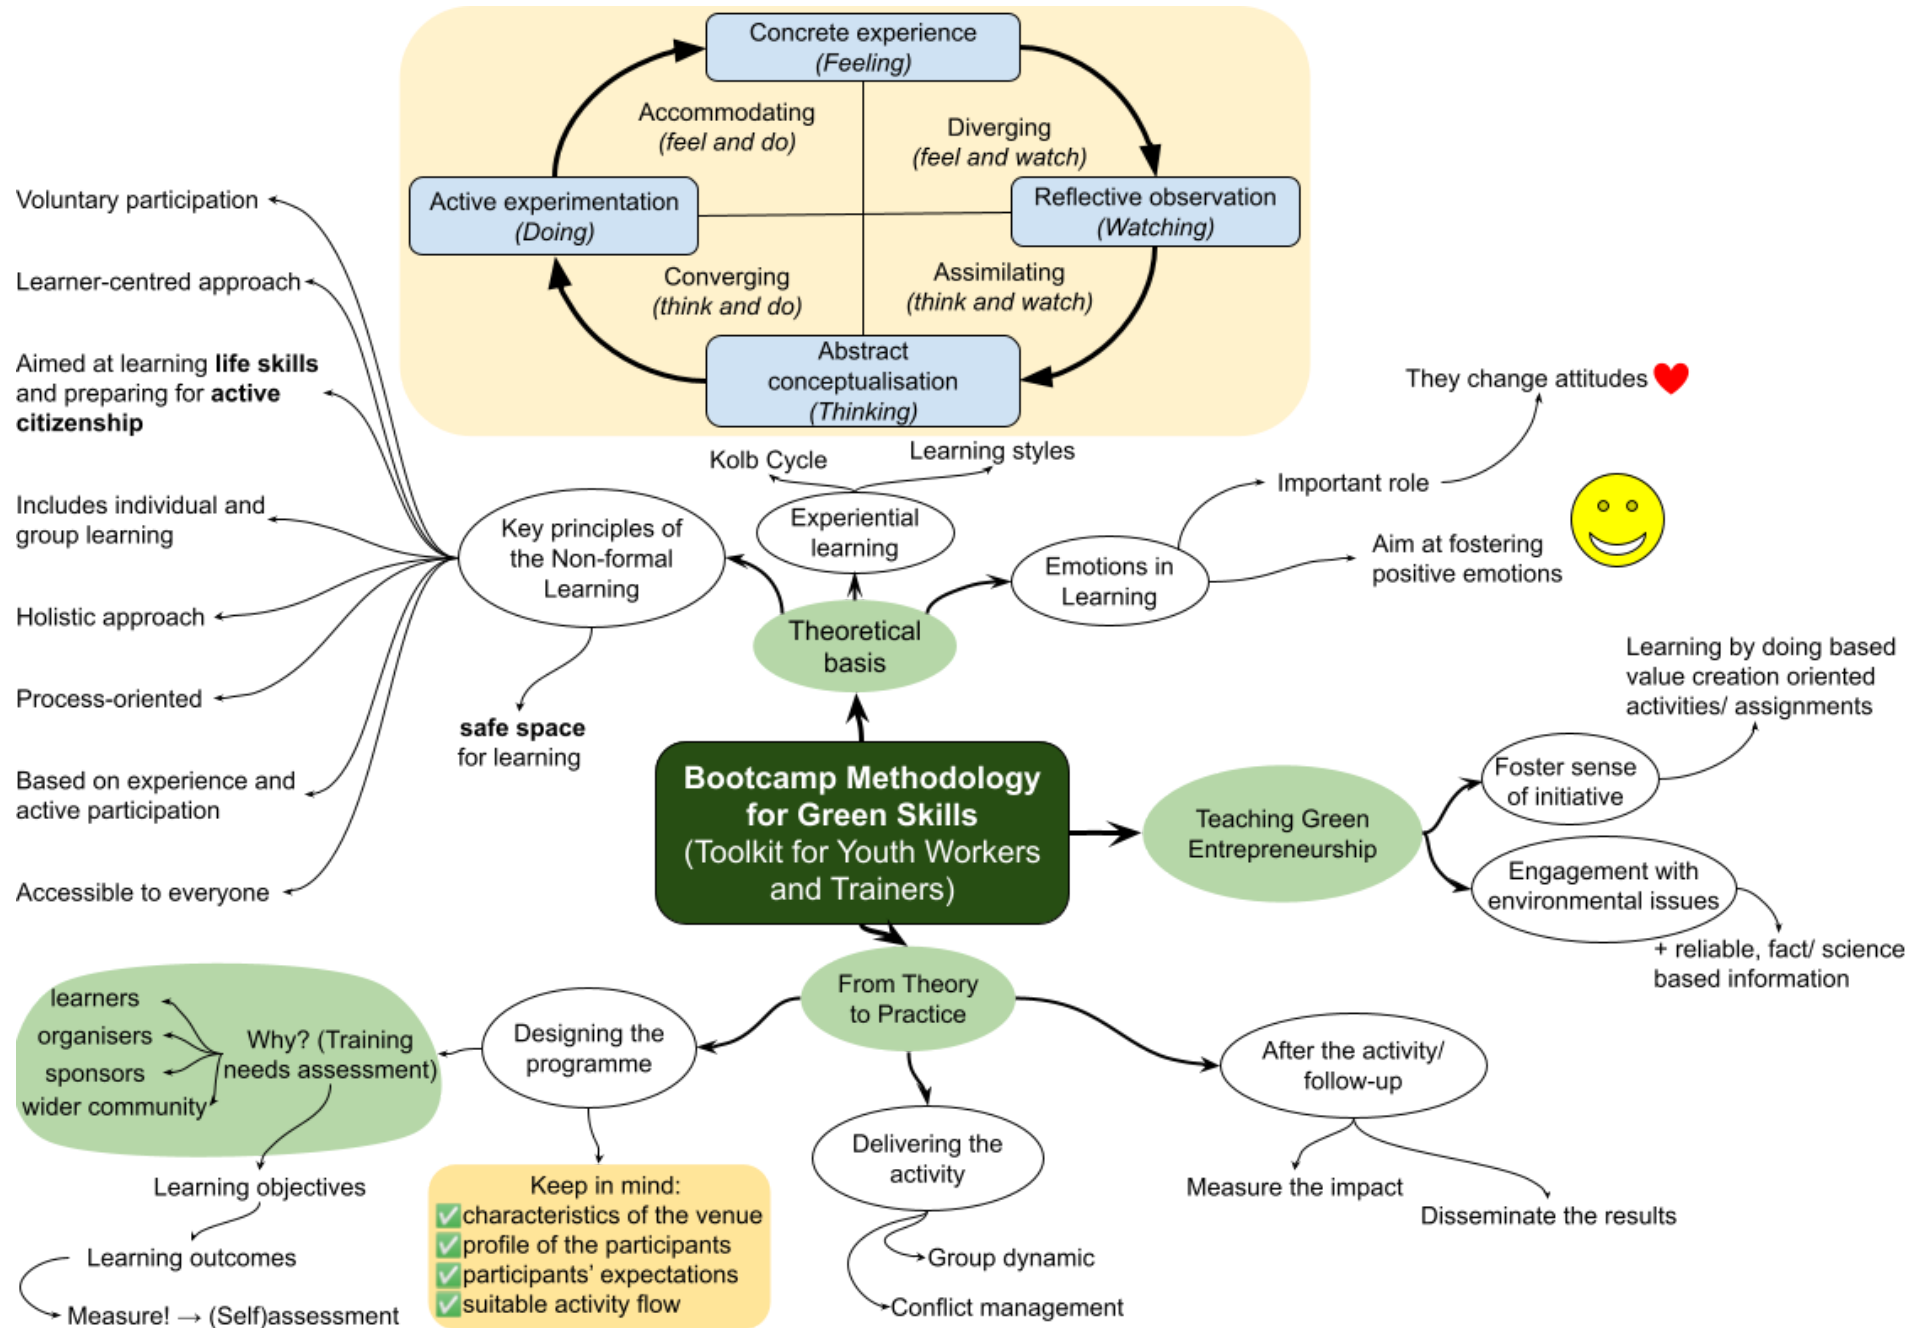 Concrete experience
(Feeling)
Accommodating
(feel and do)
Diverging
(feel and watch)
Active experimentation
(Doing)
Reflective observation
(Watching)
Converging
(think and do)
Assimilating
(think and watch)
Abstract
conceptualisation
(Thinking)
Kolb Cycle
Learning styles
Experiential
learning
Voluntary participation
Learner-centred approach
Aimed at learning life skills
and preparing for active
citizenship
Includes individual and
group learning
Holistic approach
Process-oriented
Based on experience and
active participation
Accessible to everyone
Key principles of
the Non-formal
Learning
safe space
for learning
Theoretical
basis
Emotions in
Learning
Important role
They change attitudes
Aim at fostering
positive emotions
Bootcamp Methodology
for Green Skills
(Toolkit for Youth Workers
and Trainers)
Teaching Green
Entrepreneurship
Foster sense
of initiative
Learning by doing based
value creation oriented
activities/ assignments
Engagement with
environmental issues
+ reliable, fact/ science
based information
From Theory
to Practice
Designing the
programme
Why? (Training
needs assessment)
learners
organisers
sponsors
wider community
Learning objectives
Learning outcomes
Measure! → (Self)assessment
Keep in mind:
✅characteristics of the venue
✅profile of the participants
✅participants’ expectations
✅suitable activity flow
Delivering the
activity
Group dynamic
Conflict management
After the activity/
follow-up
Measure the impact
Disseminate the results